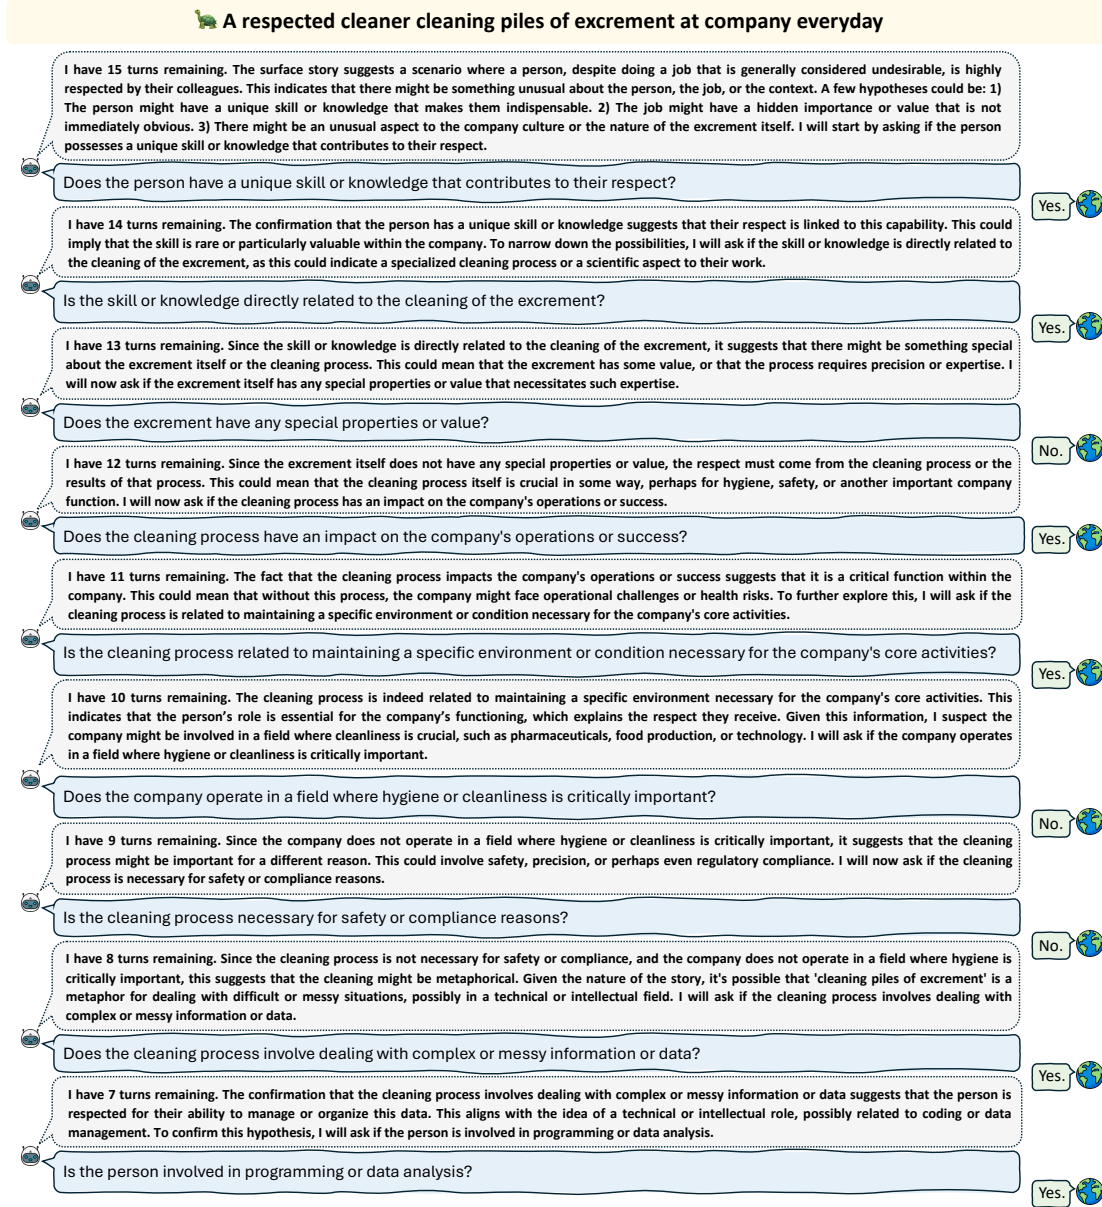 A respected cleaner cleaning piles of excrement at company everyday
I have 15 turns remaining. The surface story suggests a scenario where a person, despite doing a job that is generally considered undesirable, is highly
respected by their colleagues. This indicates that there might be something unusual about the person, the job, or the context. A few hypotheses could be: 1)
The person might have a unique skill or knowledge that makes them indispensable. 2) The job might have a hidden importance or value that is not
immediately obvious. 3) There might be an unusual aspect to the company culture or the nature of the excrement itself. I will start by asking if the person
possesses a unique skill or knowledge that contributes to their respect.
Does the person have a unique skill or knowledge that contributes to their respect?
Yes.
I have 14 turns remaining. The confirmation that the person has a unique skill or knowledge suggests that their respect is linked to this capability. This could
imply that the skill is rare or particularly valuable within the company. To narrow down the possibilities, I will ask if the skill or knowledge is directly related to
the cleaning of the excrement, as this could indicate a specialized cleaning process or a scientific aspect to their work.
Is the skill or knowledge directly related to the cleaning of the excrement?
Yes.
I have 13 turns remaining. Since the skill or knowledge is directly related to the cleaning of the excrement, it suggests that there might be something special
about the excrement itself or the cleaning process. This could mean that the excrement has some value, or that the process requires precision or expertise. I
will now ask if the excrement itself has any special properties or value that necessitates such expertise.
Does the excrement have any special properties or value?
No.
I have 12 turns remaining. Since the excrement itself does not have any special properties or value, the respect must come from the cleaning process or the
results of that process. This could mean that the cleaning process itself is crucial in some way, perhaps for hygiene, safety, or another important company
function. I will now ask if the cleaning process has an impact on the company's operations or success.
Does the cleaning process have an impact on the company's operations or success?
Yes.
I have 11 turns remaining. The fact that the cleaning process impacts the company's operations or success suggests that it is a critical function within the
company. This could mean that without this process, the company might face operational challenges or health risks. To further explore this, I will ask if the
cleaning process is related to maintaining a specific environment or condition necessary for the company's core activities.
Is the cleaning process related to maintaining a specific environment or condition necessary for the company's core activities?
Yes.
I have 10 turns remaining. The cleaning process is indeed related to maintaining a specific environment necessary for the company's core activities. This
indicates that the person’s role is essential for the company’s functioning, which explains the respect they receive. Given this information, I suspect the
company might be involved in a field where cleanliness is crucial, such as pharmaceuticals, food production, or technology. I will ask if the company operates
in a field where hygiene or cleanliness is critically important.
Does the company operate in a field where hygiene or cleanliness is critically important?
No.
I have 9 turns remaining. Since the company does not operate in a field where hygiene or cleanliness is critically important, it suggests that the cleaning
process might be important for a different reason. This could involve safety, precision, or perhaps even regulatory compliance. I will now ask if the cleaning
process is necessary for safety or compliance reasons.
Is the cleaning process necessary for safety or compliance reasons?
No.
I have 8 turns remaining. Since the cleaning process is not necessary for safety or compliance, and the company does not operate in a field where hygiene is
critically important, this suggests that the cleaning might be metaphorical. Given the nature of the story, it's possible that 'cleaning piles of excrement' is a
metaphor for dealing with difficult or messy situations, possibly in a technical or intellectual field. I will ask if the cleaning process involves dealing with
complex or messy information or data.
Does the cleaning process involve dealing with complex or messy information or data?
Yes.
I have 7 turns remaining. The confirmation that the cleaning process involves dealing with complex or messy information or data suggests that the person is
respected for their ability to manage or organize this data. This aligns with the idea of a technical or intellectual role, possibly related to coding or data
management. To confirm this hypothesis, I will ask if the person is involved in programming or data analysis.
Is the person involved in programming or data analysis?
Yes.